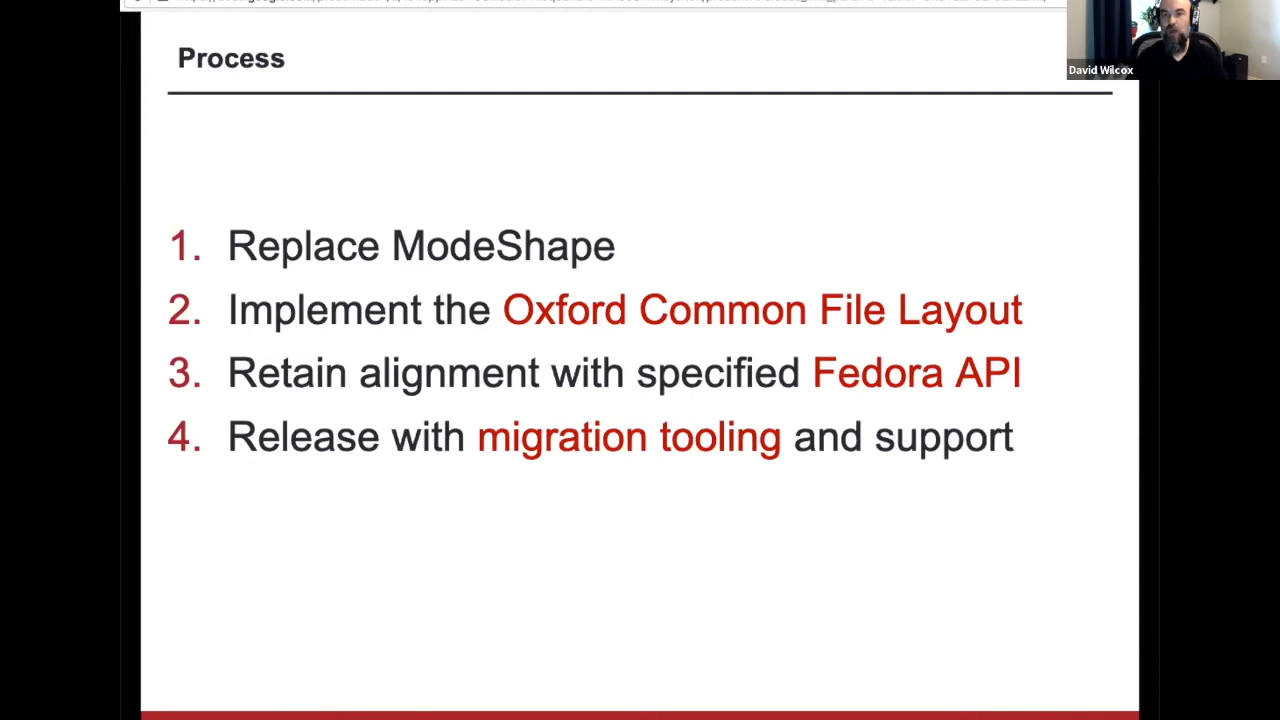 Process
David Wilcox
1. Replace ModeShape
2. Implement the Oxford Common File Layout
3. Retain alignment with specified Fedora API
4. Release with migration tooling and support